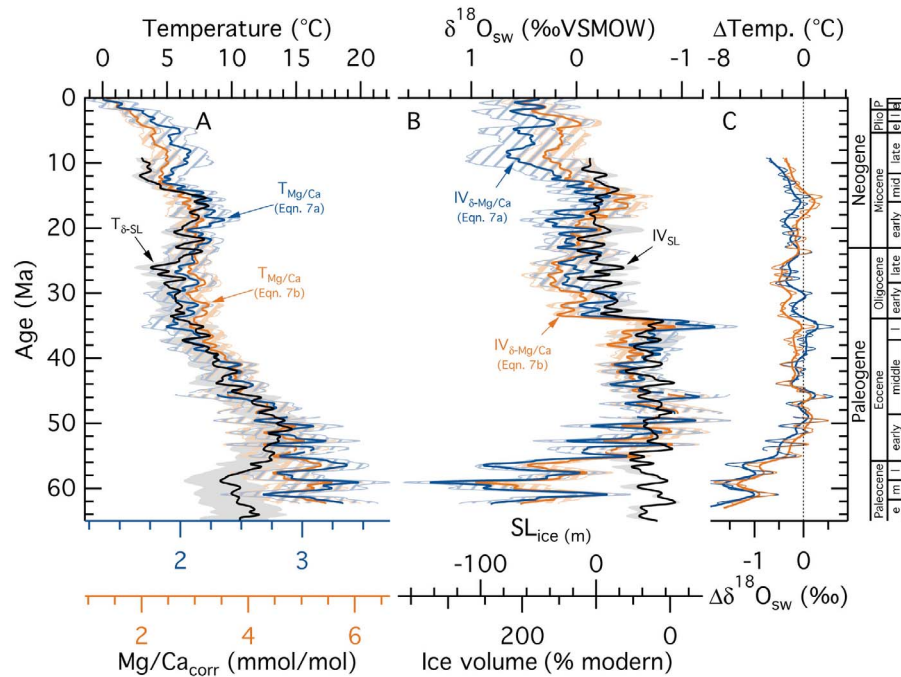 Temperature (°C)
δ18Osw (‰VSMOW)
ΔTemp. (°C)
0 5 10 15 20
1 0 -1
-8 -4 0
0
10
20
30
40
50
60
Age (Ma)
A
B
C
TMg/Ca
(Eqn. 7a)
Tδ-SL
TMg/Ca
(Eqn. 7b)
IVδ-Mg/Ca
(Eqn. 7a)
IVSL
IVδ-Mg/Ca
(Eqn. 7b)
Neogene
Paleogene
Plio
P
e
Miocene
late
mid
early
Oligocene
late
early
Eocene
l
middle
early
Paleocene
l
m
e
2 3
SLice (m)
-100 0
-1 0
Δδ18Osw (‰)
2 4 6
200 0
Mg/Cacorr (mmol/mol)
Ice volume (% modern)